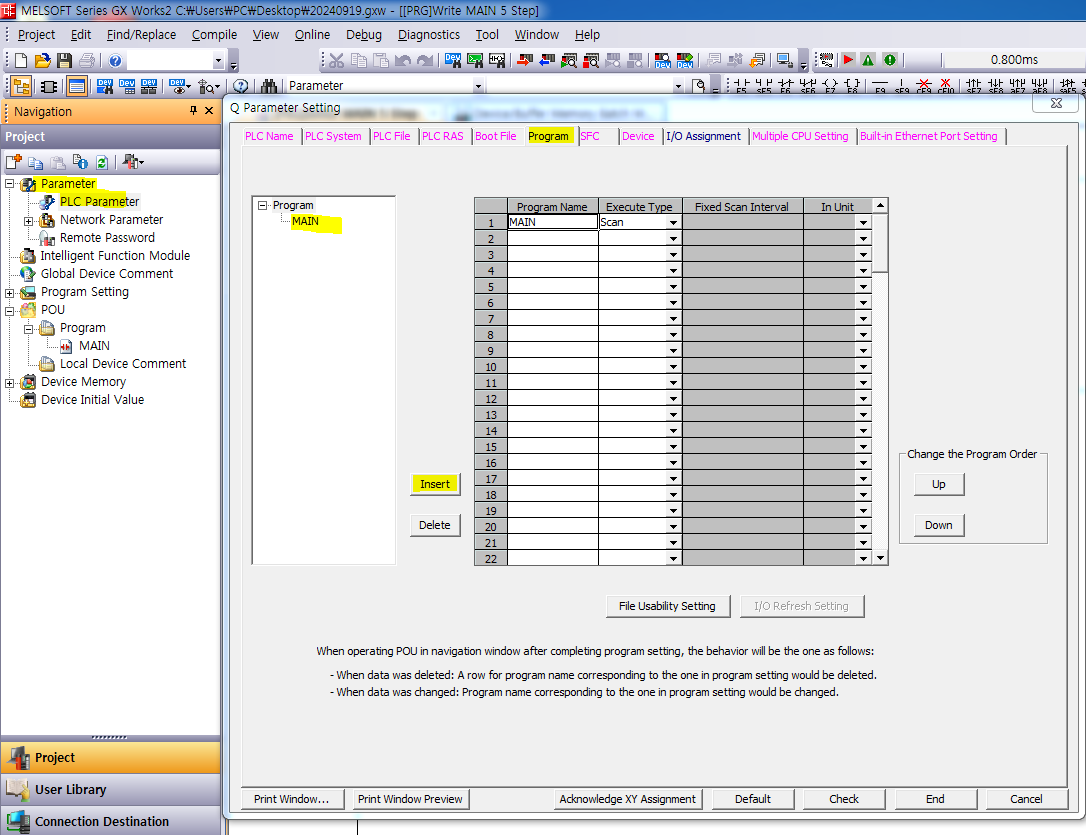 MELSOFT Series GX Works2 C:₩Users₩PC₩Desktop₩20240919.gxw - [[PRG]Write MAIN 5 Step]
Project Edit Find/Replace Compile View Online Debug Diagnostics Tool Window Help
0.800ms
Parameter
Navigation
Q Parameter Setting
Project
PLC Name PLC System PLC File PLC RAS Boot File Program SFC Device I/O Assignment Multiple CPU Setting Built-in Ethernet Port Setting
Parameter
PLC Parameter
Network Parameter
Remote Password
Intelligent Function Module
Global Device Comment
Program Setting
POU
Program
MAIN
Local Device Comment
Device Memory
Device Initial Value
Program
MAIN
Program Name Execute Type Fixed Scan Interval In Unit
1 MAIN Scan
2
3
4
5
6
7
8
9
10
11
12
13
14
15
16
17
18
19
20
21
22
Insert
Delete
Change the Program Order
Up
Down
File Usability Setting I/O Refresh Setting
When operating POU in navigation window after completing program setting, the behavior will be the one as follows:
- When data was deleted: A row for program name corresponding to the one in program setting would be deleted.
- When data was changed: Program name corresponding to the one in program setting would be changed.
Project
User Library
Connection Destination
Print Window... Print Window Preview Acknowledge XY Assignment Default Check End Cancel